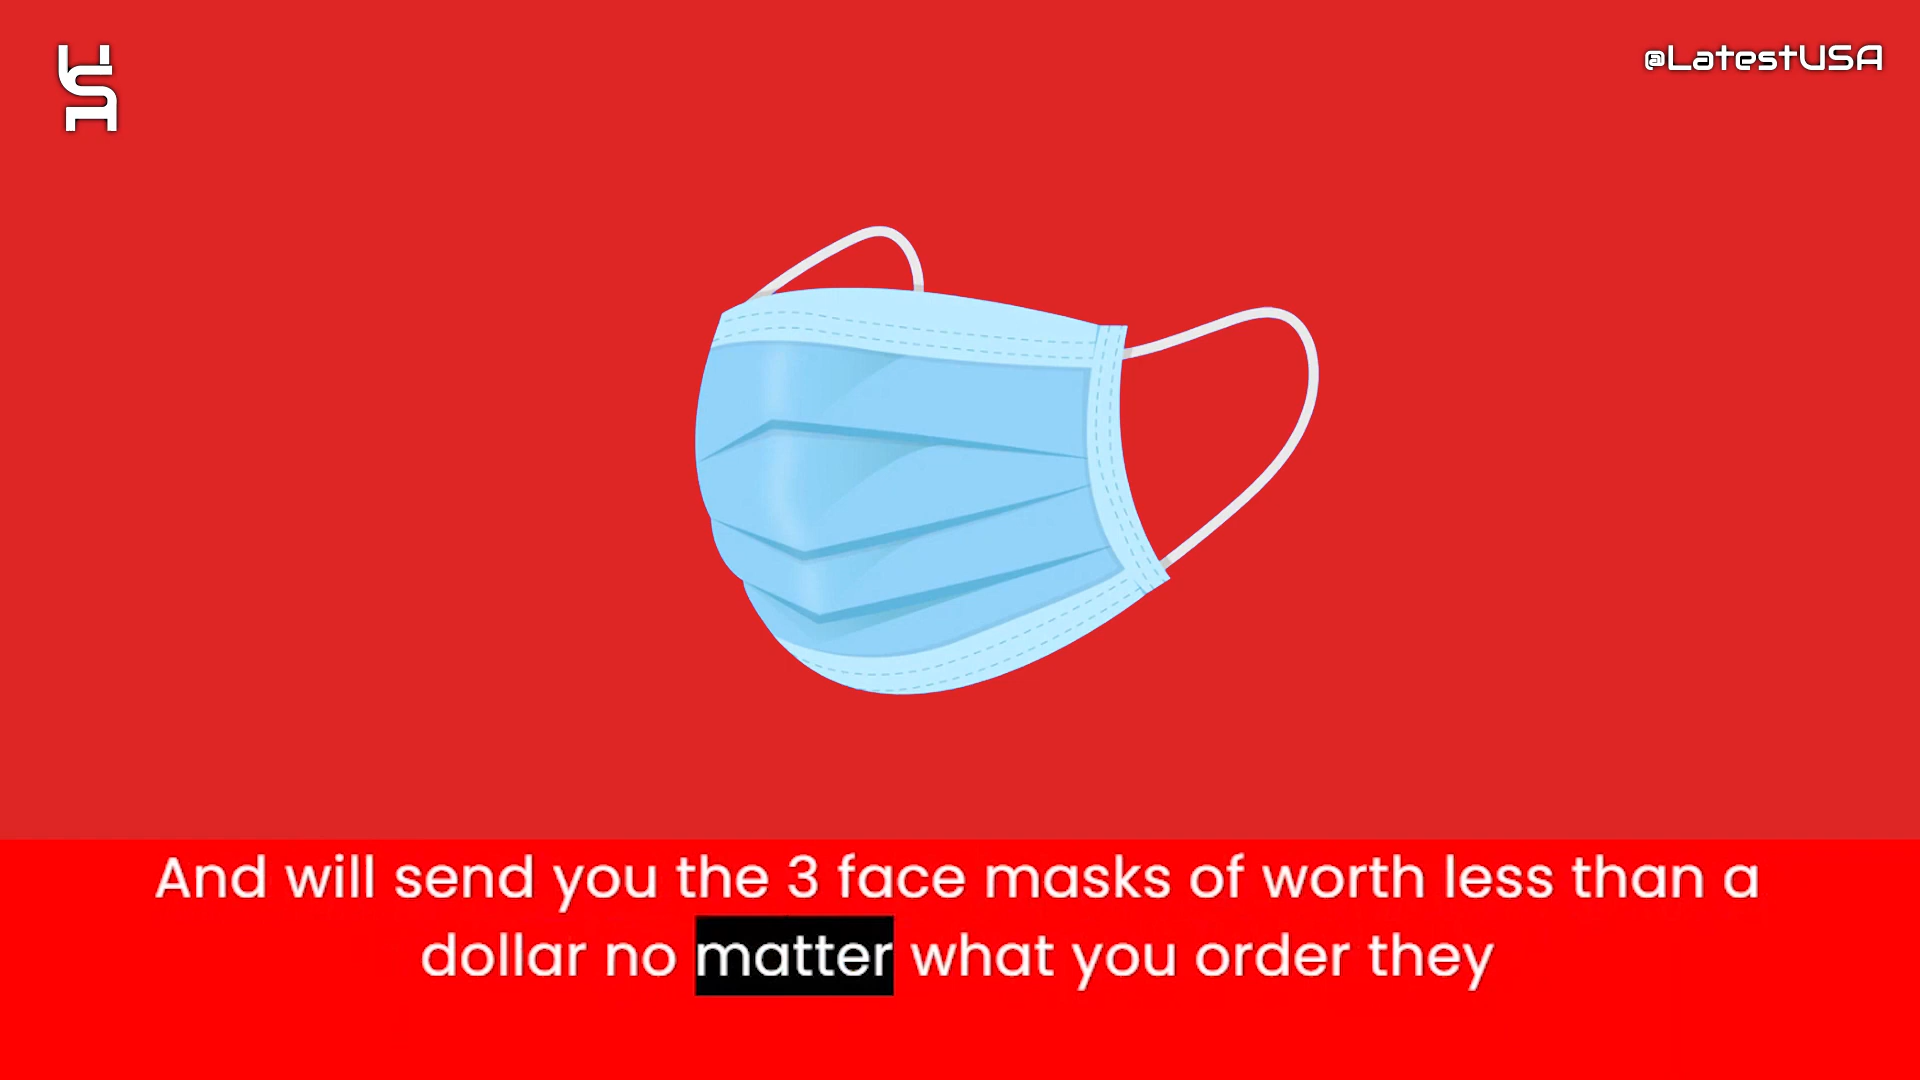 USA
@LatestUSA
And will send you the 3 face masks of worth less than a
dollar no matter what you order they